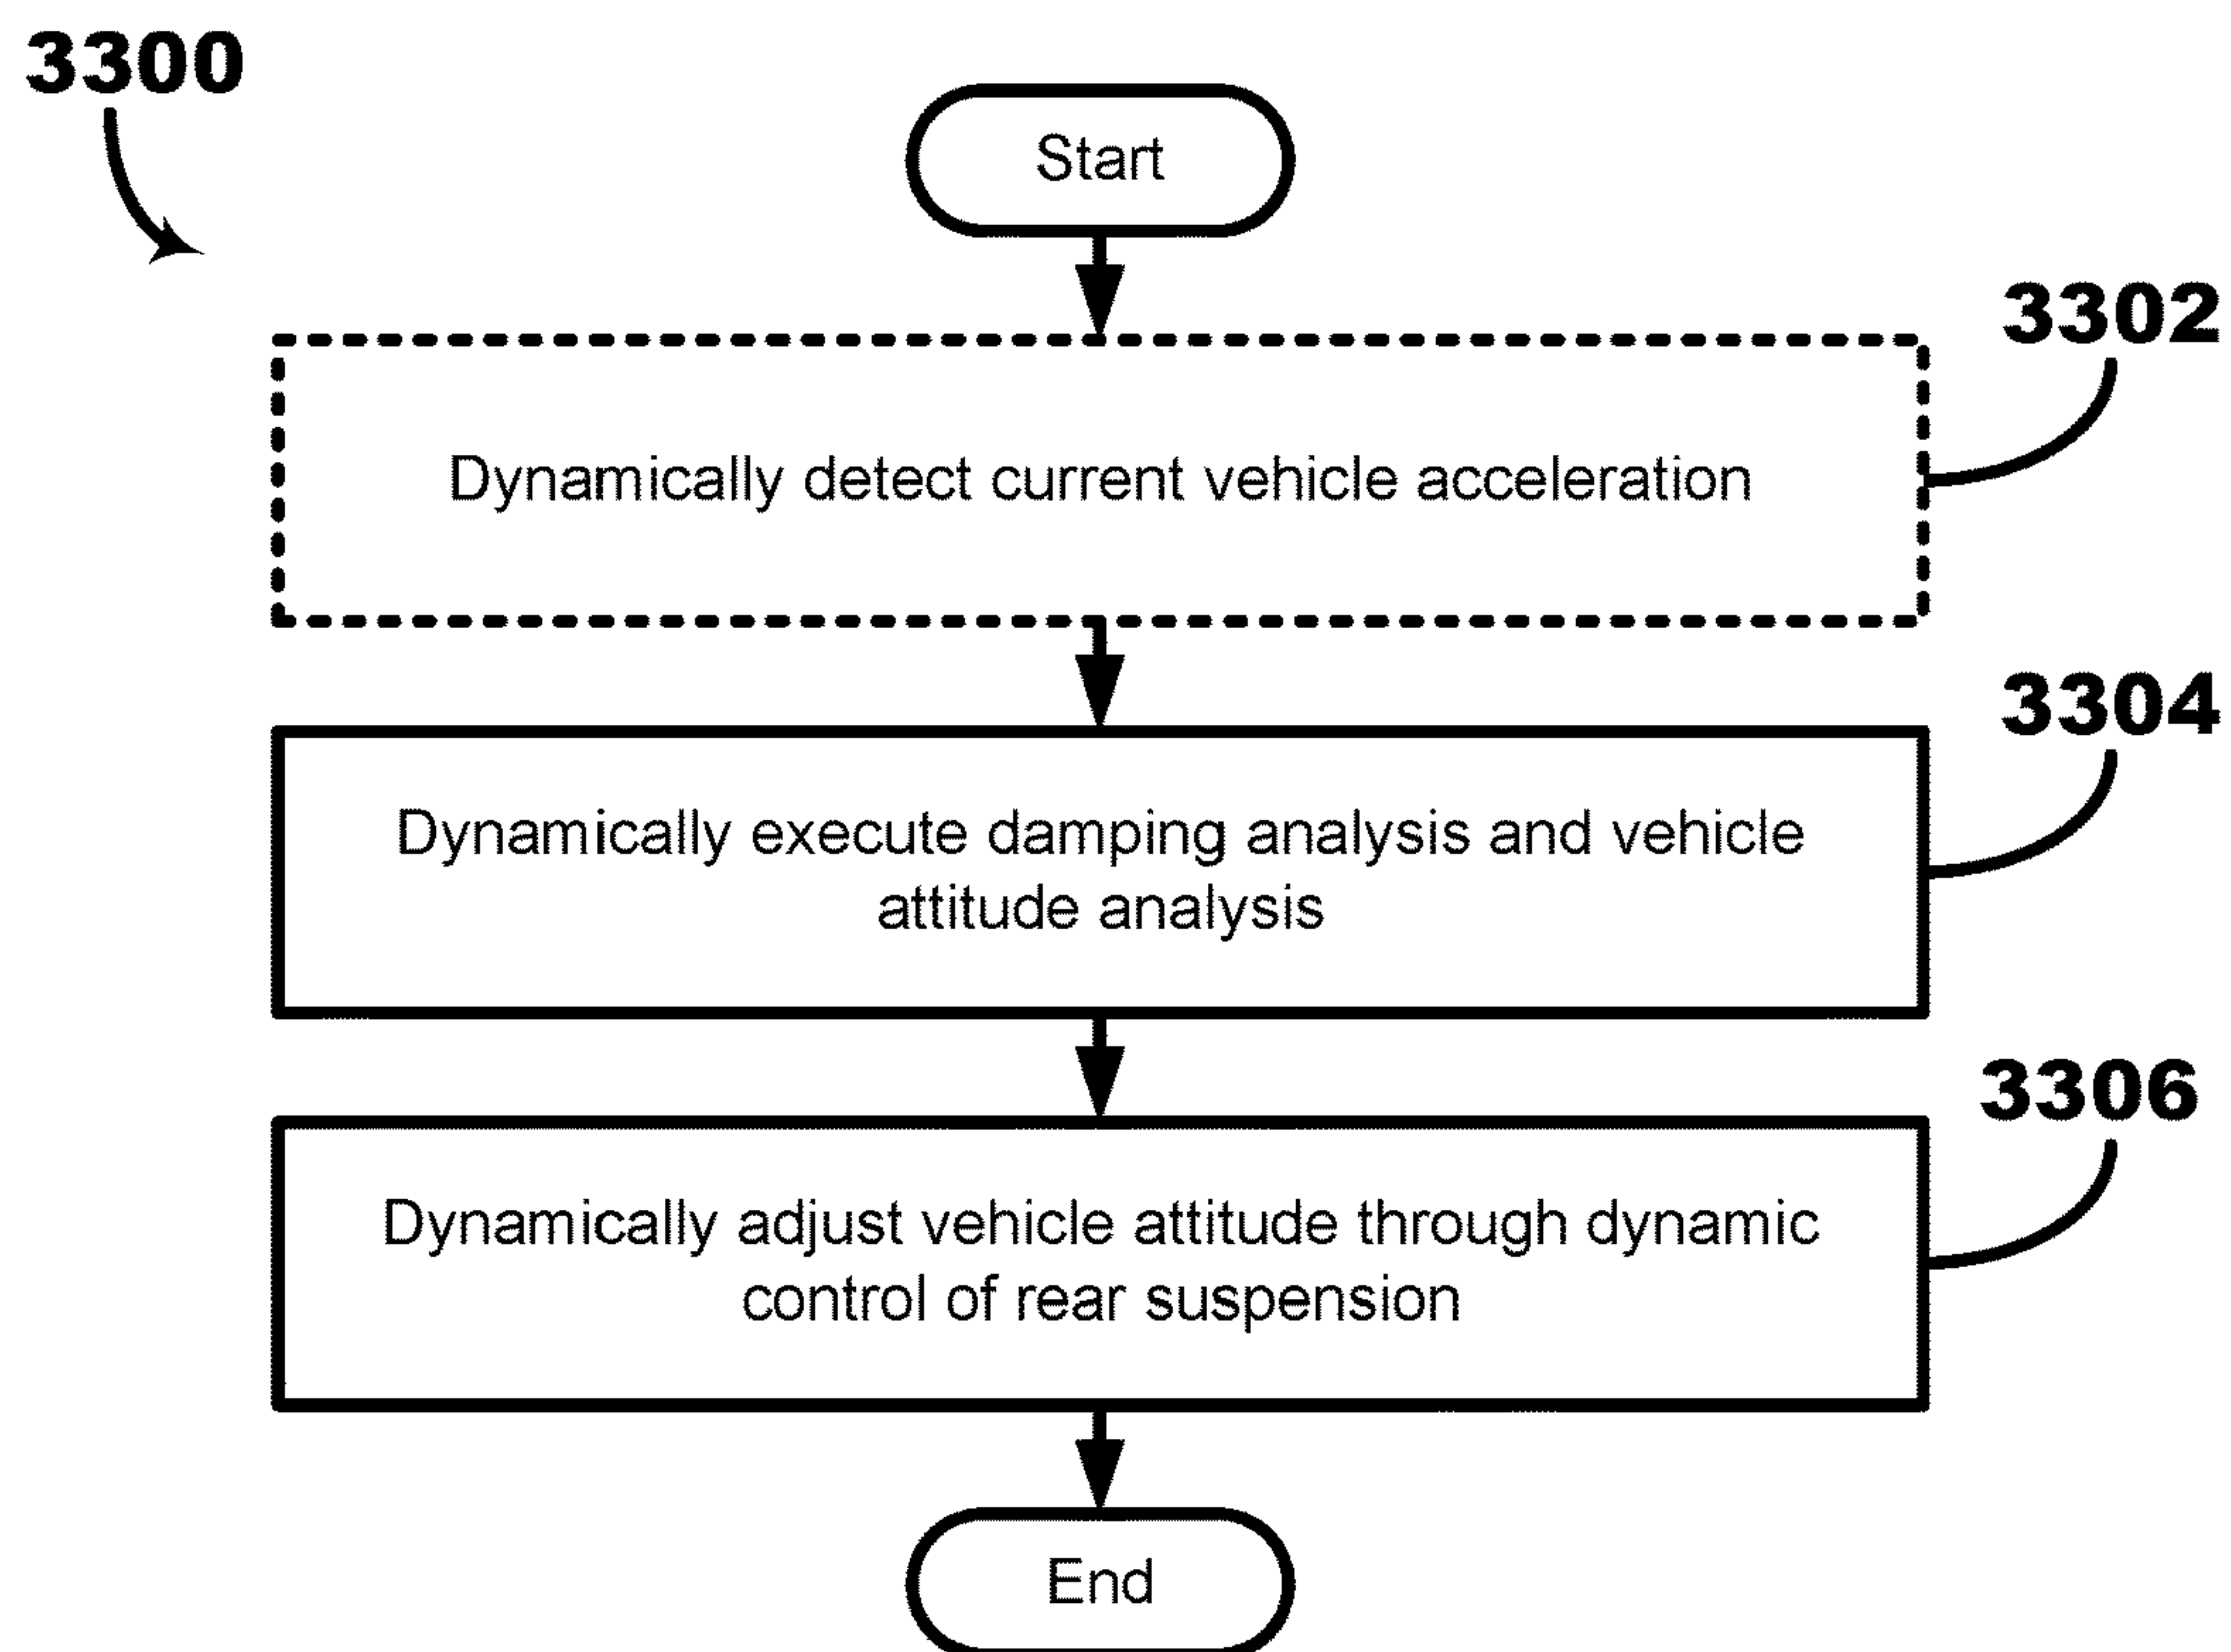 3300
Start
3302
Dynamically detect current vehicle acceleration
3304
Dynamically execute damping analysis and vehicle
attitude analysis
3306
Dynamically adjust vehicle attitude through dynamic
control of rear suspension
End